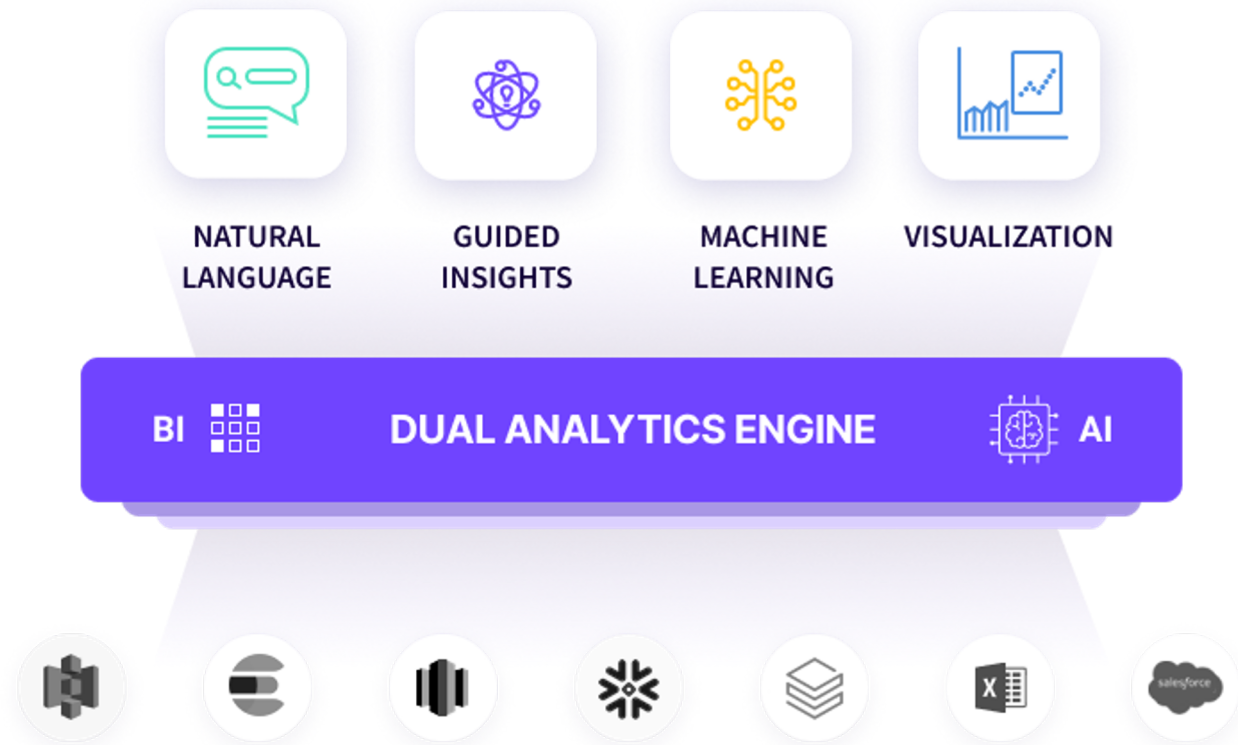 NATURAL
LANGUAGE
GUIDED
INSIGHTS
MACHINE
LEARNING
VISUALIZATION
BI
DUAL ANALYTICS ENGINE
AI
X
salesforce